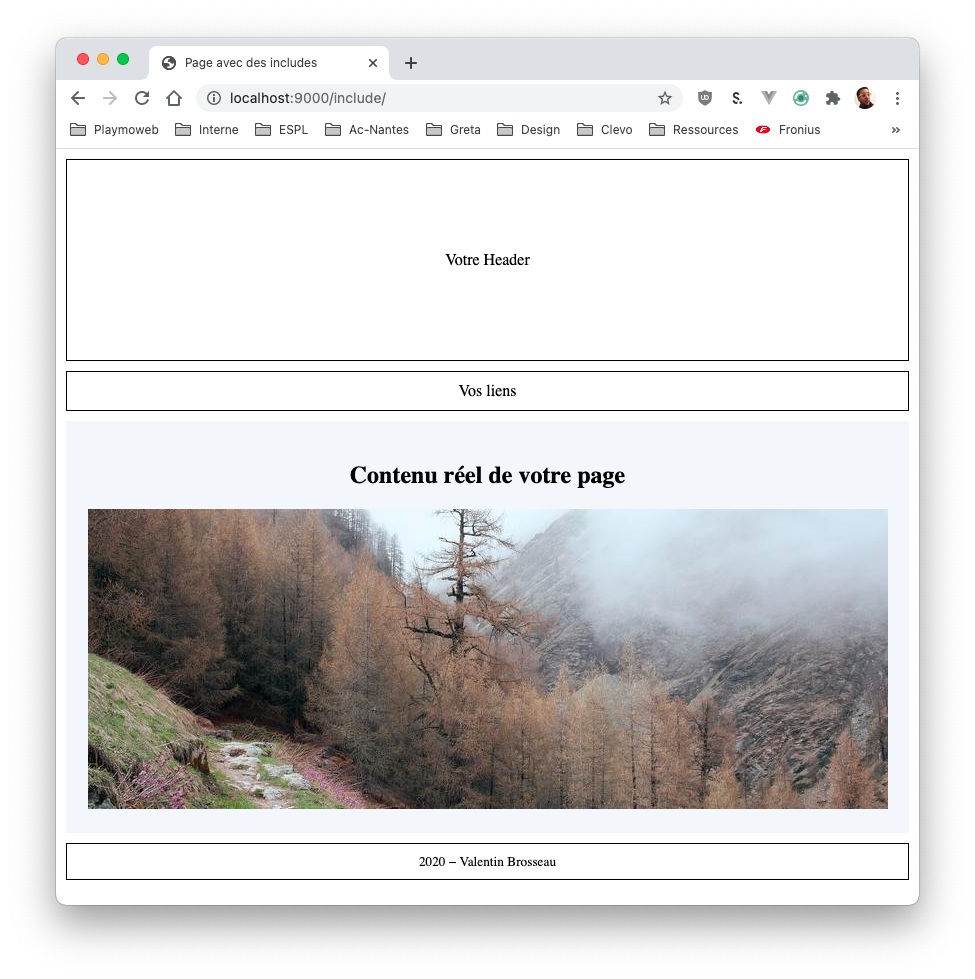 Page avec des includes
localhost:9000/include/
Playmoweb Interne ESPL Ac-Nantes Greta Design Clevo Ressources Fronius
Votre Header
Vos liens
Contenu réel de votre page
2020 – Valentin Brosseau